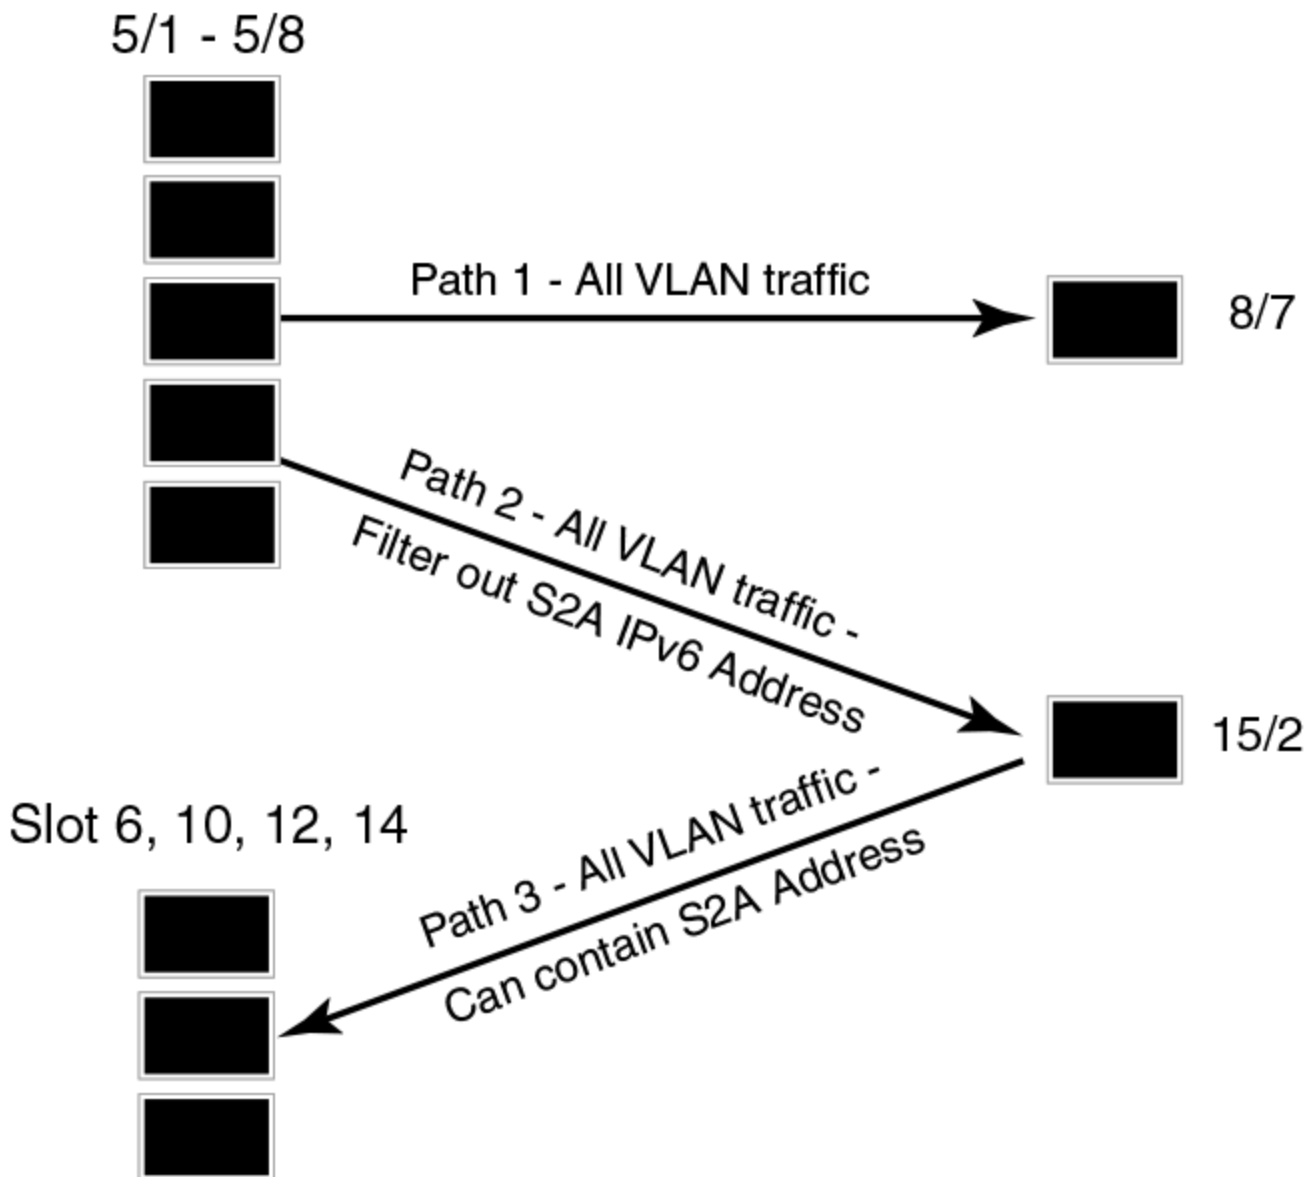 5/1 - 5/8
Path 1 - All VLAN traffic
8/7
Path 2 - All VLAN traffic -
Filter out S2A IPv6 Address
15/2
Path 3 - All VLAN traffic -
Can contain S2A Address
Slot 6, 10, 12, 14